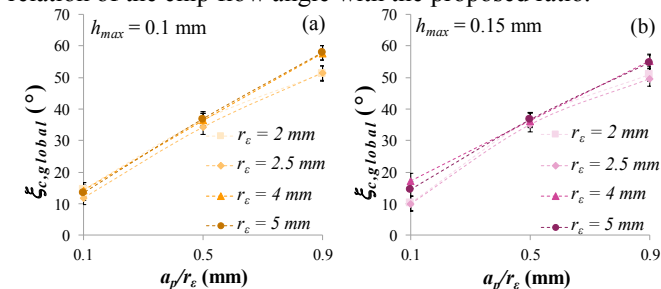 relation of the chip flow angle with the proposed ratio.
h_max = 0.1 mm (a)
70
60
50
40
30
20
10
0
ξ_c,global (°)
r_ε = 2 mm
r_ε = 2.5 mm
r_ε = 4 mm
r_ε = 5 mm
0.1 0.5 0.9
a_p/r_ε (mm)
h_max = 0.15 mm (b)
70
60
50
40
30
20
10
0
ξ_c,global (°)
r_ε = 2 mm
r_ε = 2.5 mm
r_ε = 4 mm
r_ε = 5 mm
0.1 0.5 0.9
a_p/r_ε (mm)